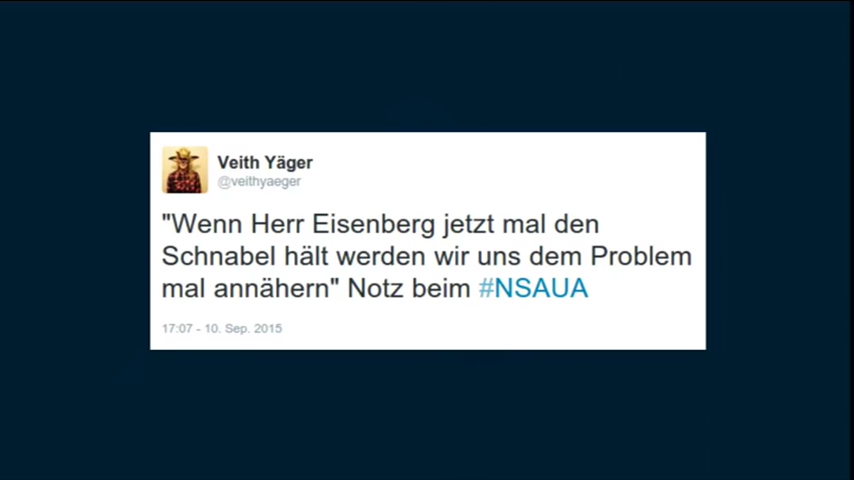 Veith Yäger
@veithyaeger
"Wenn Herr Eisenberg jetzt mal den
Schnabel hält werden wir uns dem Problem
mal annähern" Notz beim #NSAUA
17:07 - 10. Sep. 2015